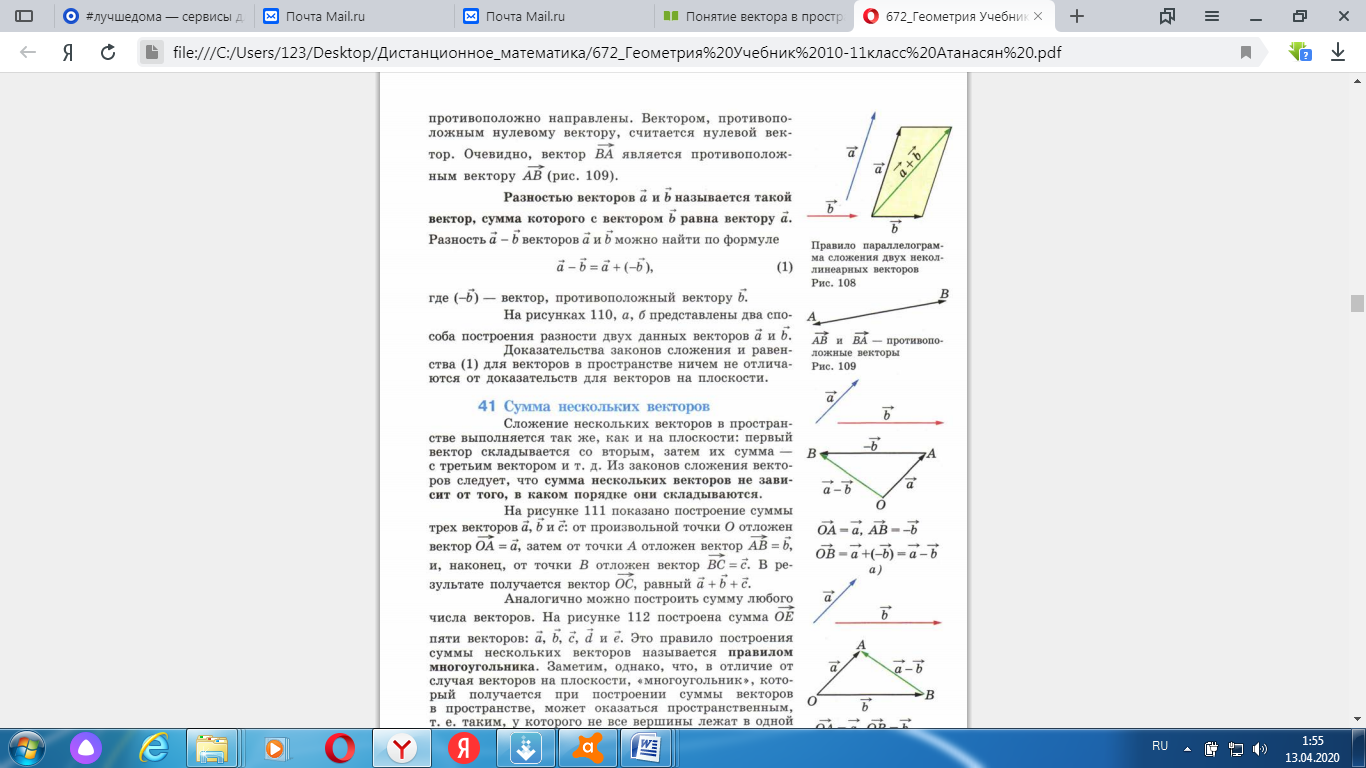 #лучшедома — сервисы д
Почта Mail.ru
Почта Mail.ru
Понятие вектора в простр
672_Геометрия Учебник
file:///C:/Users/123/Desktop/Дистанционное_математика/672_Геометрия%20Учебник%2010-11класс%20Атанасян%20.pdf
противоположно направлены. Вектором, противопо-
ложным нулевому вектору, считается нулевой век-
тор. Очевидно, вектор BA является противополож-
ным вектору AB (рис. 109).
Разностью векторов a⃗ и b⃗ называется такой
вектор, сумма которого с вектором b⃗ равна вектору a⃗.
Разность a⃗ – b⃗ векторов a⃗ и b⃗ можно найти по формуле
a⃗ – b⃗ = a⃗ + (–b⃗), (1)
где (–b⃗) — вектор, противоположный вектору b⃗.
На рисунках 110, а, б представлены два спо-
соба построения разности двух данных векторов a⃗ и b⃗.
Доказательства законов сложения и равен-
ства (1) для векторов в пространстве ничем не отлича-
ются от доказательств для векторов на плоскости.
41 Сумма нескольких векторов
Сложение нескольких векторов в простран-
стве выполняется так же, как и на плоскости: первый
вектор складывается со вторым, затем их сумма —
с третьим вектором и т. д. Из законов сложения векто-
ров следует, что сумма нескольких векторов не зави-
сит от того, в каком порядке они складываются.
На рисунке 111 показано построение суммы
трех векторов a⃗, b⃗ и c⃗: от произвольной точки O отложен
вектор OA = a⃗, затем от точки A отложен вектор AB = b⃗,
и, наконец, от точки B отложен вектор BC = c⃗. В ре-
зультате получается вектор OC, равный a⃗ + b⃗ + c⃗.
Аналогично можно построить сумму любого
числа векторов. На рисунке 112 построена сумма OE
пяти векторов: a⃗, b⃗, c⃗, d⃗ и e⃗. Это правило построения
суммы нескольких векторов называется правилом
многоугольника. Заметим, однако, что, в отличие от
случая векторов на плоскости, «многоугольник», кото-
рый получается при построении суммы векторов
в пространстве, может оказаться пространственным,
т. е. таким, у которого не все вершины лежат в одной
a⃗
a⃗
a⃗ + b⃗
b⃗
b⃗
Правило параллелограм-
ма сложения двух некол-
линеарных векторов
Рис. 108
B
A
AB и BA — противопо-
ложные векторы
Рис. 109
a⃗
b⃗
–b⃗
B
A
a⃗ – b⃗
a⃗
O
OA = a⃗, AB = –b⃗
OB = a⃗ +(–b⃗) = a⃗ – b⃗
а)
a⃗
b⃗
A
a⃗
a⃗ – b⃗
O
B
b⃗
RU
1:55
13.04.2020